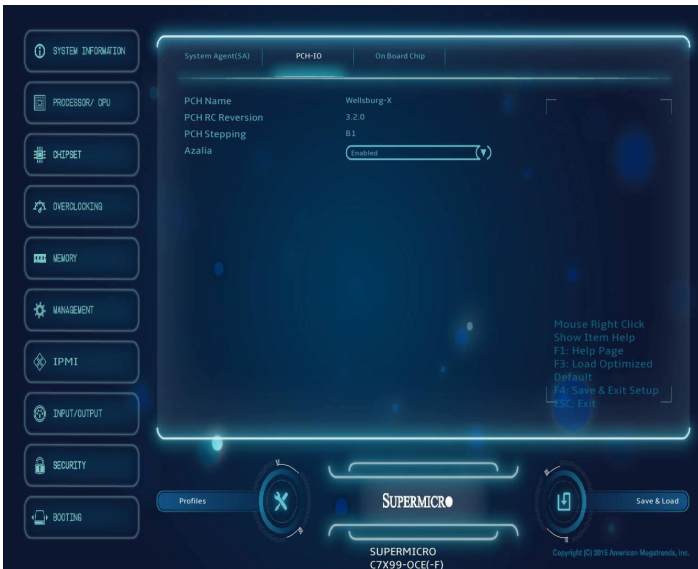 SYSTEM INFORMATION
PROCESSOR/ CPU
CHIPSET
OVERCLOCKING
MEMORY
MANAGEMENT
IPMI
INPUT/OUTPUT
SECURITY
BOOTING
System Agent(SA)
PCH-IO
On Board Chip
PCH Name Wellsburg-X
PCH RC Reversion 3.2.0
PCH Stepping B1
Azalia Enabled
Mouse Right Click
Show Item Help
F1: Help Page
F3: Load Optimized
Default
F4: Save & Exit Setup
ESC: Exit
Profiles
SUPERMICRO
Save & Load
SUPERMICRO
C7X99-OCE(-F)
Copyright (C) 2015 American Megatrends, Inc.